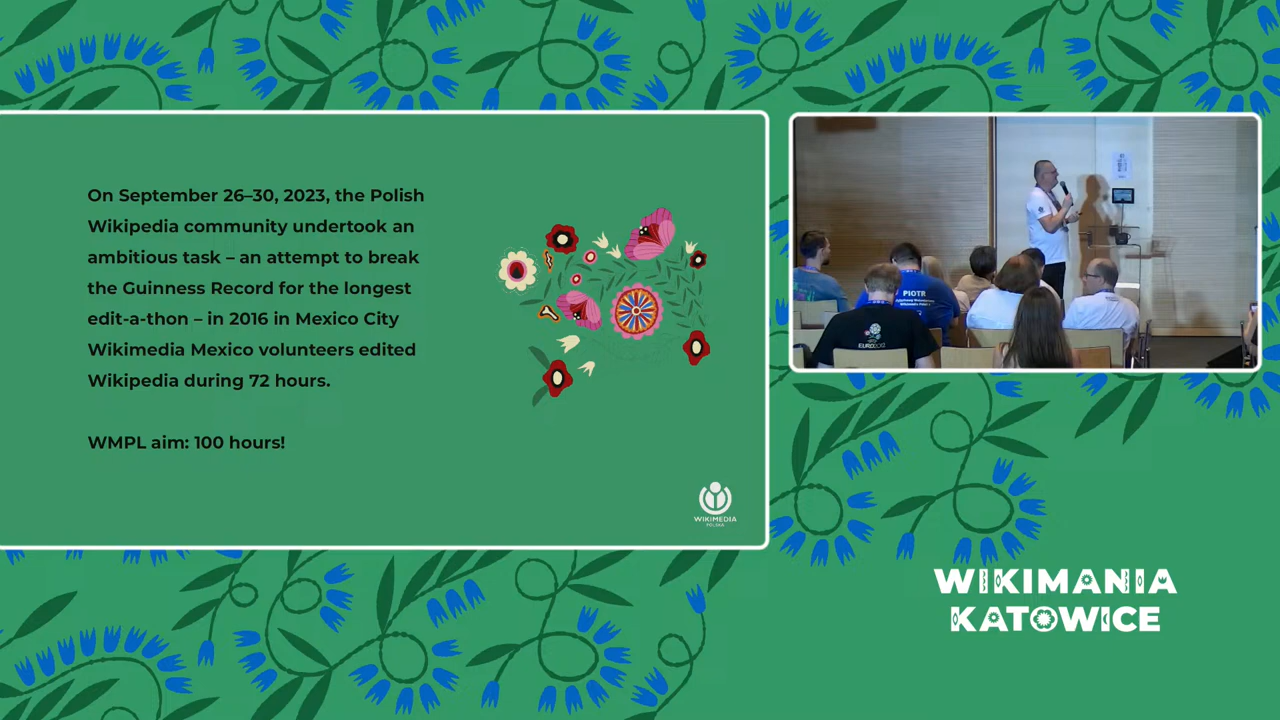 On September 26–30, 2023, the Polish
Wikipedia community undertook an
ambitious task – an attempt to break
the Guinness Record for the longest
edit-a-thon – in 2016 in Mexico City
Wikimedia Mexico volunteers edited
Wikipedia during 72 hours.
WMPL aim: 100 hours!
WIKIMEDIA
POLSKA
PIOTR
EURO2012
WIKIMANIA
KATOWICE